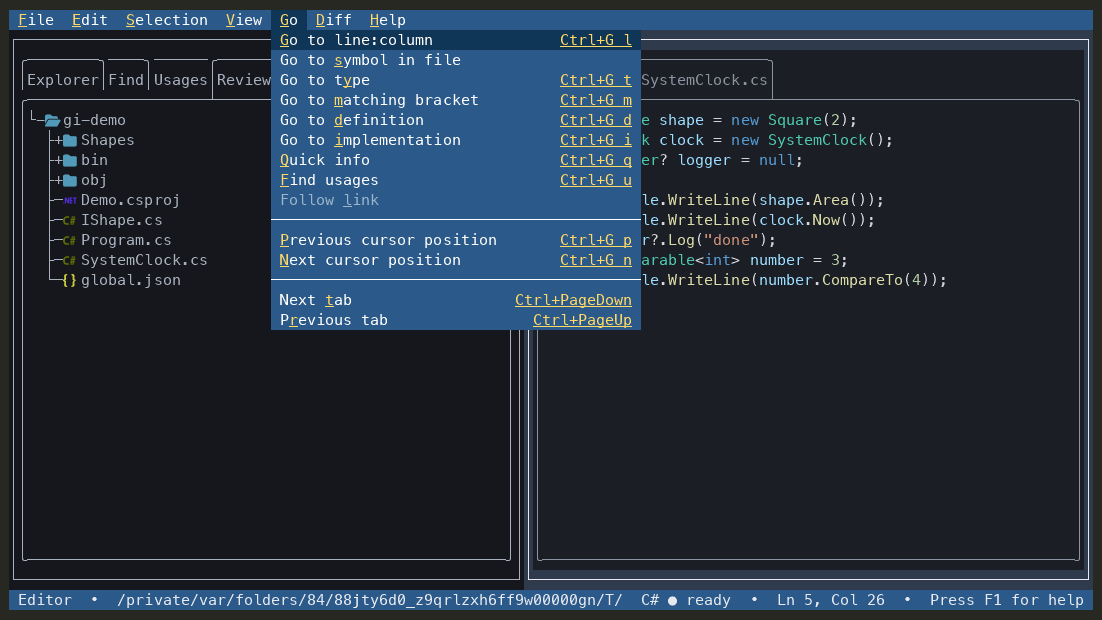 File Edit Selection View Go Diff Help
Go to line:column Ctrl+G l
Go to symbol in file
Explorer Find Usages Review Go to type Ctrl+G t SystemClock.cs
Go to matching bracket Ctrl+G m
gi-demo Go to definition Ctrl+G d e shape = new Square(2);
Shapes Go to implementation Ctrl+G i k clock = new SystemClock();
bin Quick info Ctrl+G q er? logger = null;
obj Find usages Ctrl+G u
.NET Demo.csproj Follow link le.WriteLine(shape.Area());
C# IShape.cs le.WriteLine(clock.Now());
C# Program.cs Previous cursor position Ctrl+G p r?.Log("done");
C# SystemClock.cs Next cursor position Ctrl+G n arable<int> number = 3;
{} global.json le.WriteLine(number.CompareTo(4));
Next tab Ctrl+PageDown
Previous tab Ctrl+PageUp
Editor • /private/var/folders/84/88jty6d0_z9qrlzxh6ff9w00000gn/T/ C# ● ready • Ln 5, Col 26 • Press F1 for help